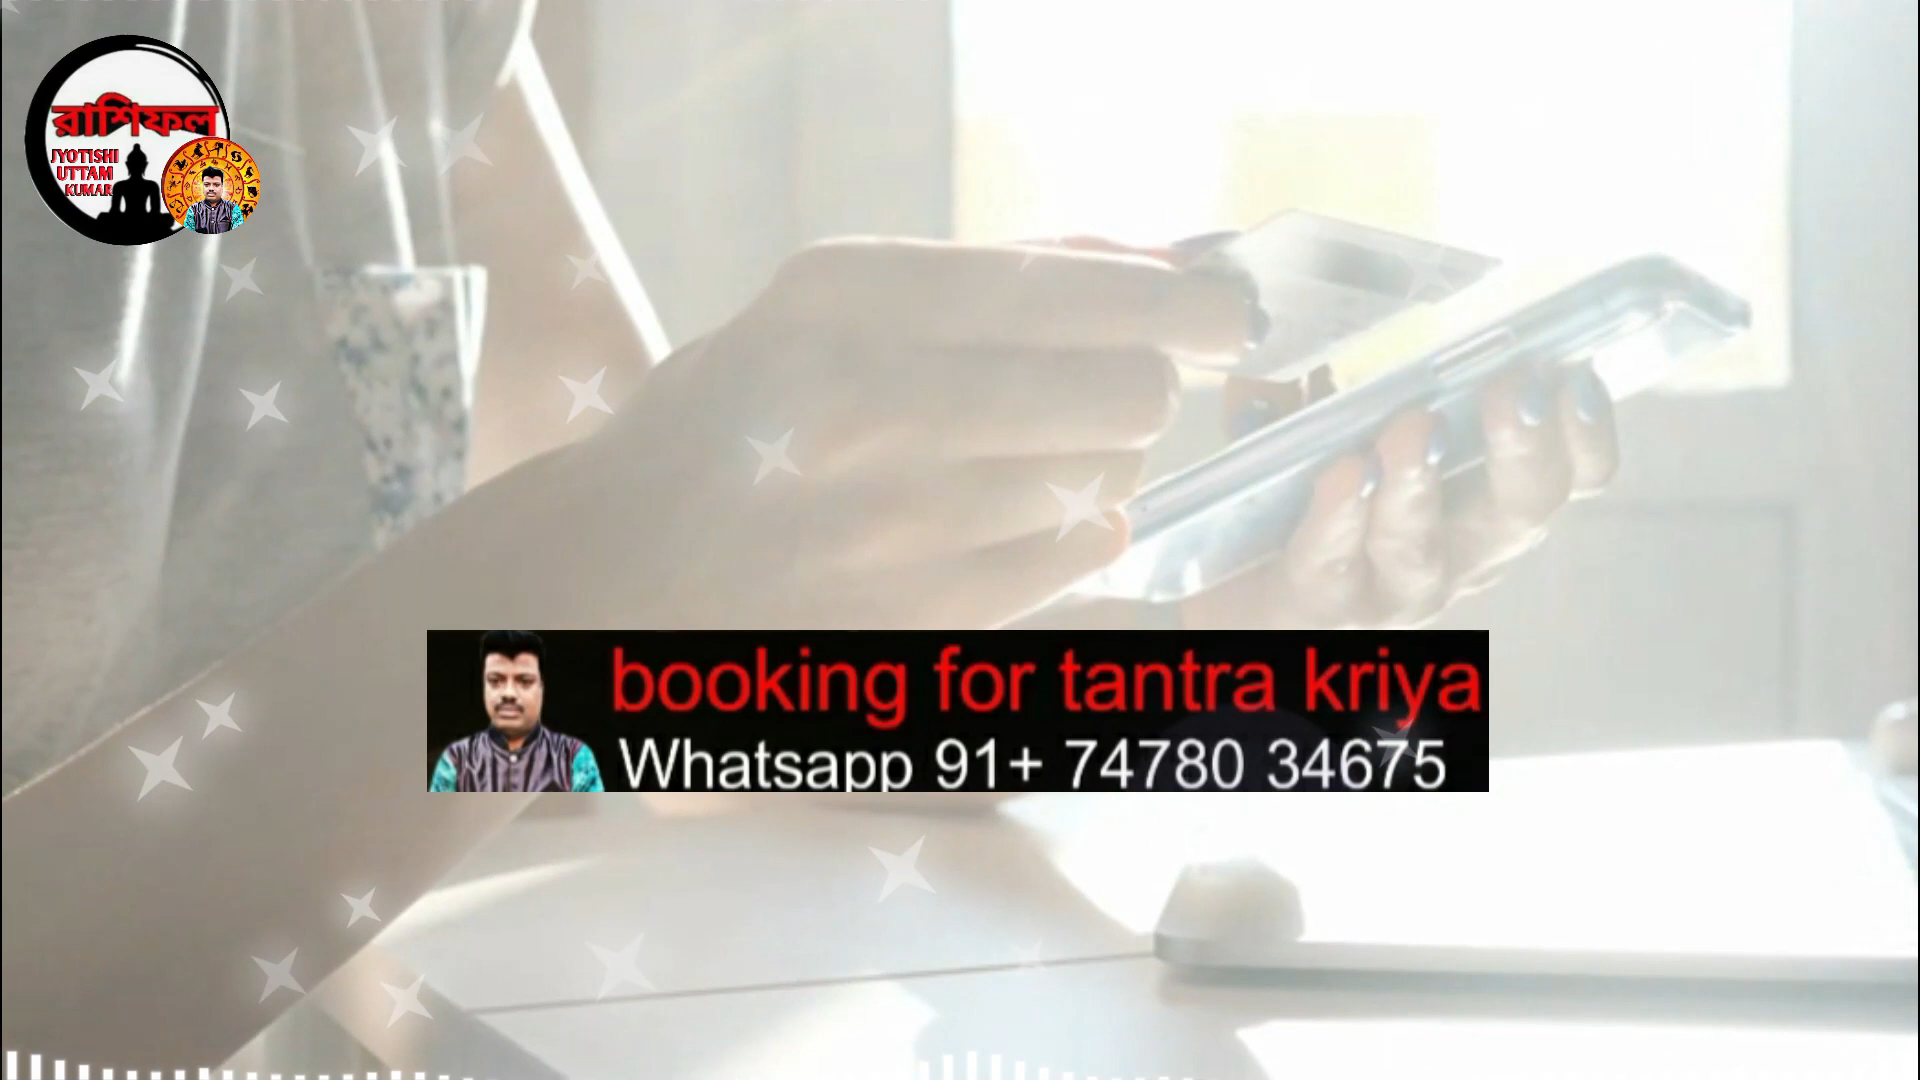 রাশিফল
JYOTISHI
UTTAM
KUMAR
booking for tantra kriya
Whatsapp 91+ 74780 34675